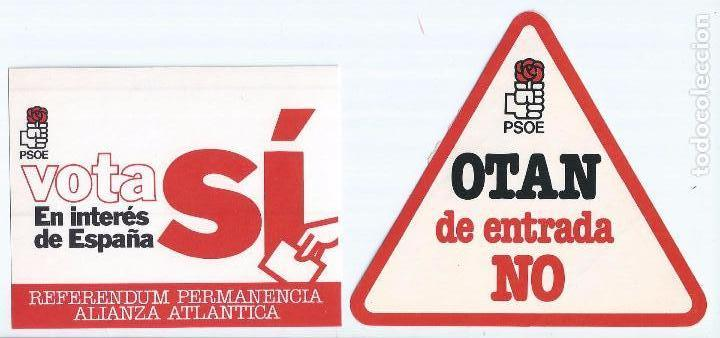 PSOE
vota SÍ
En interés
de España
REFERENDUM PERMANENCIA
ALIANZA ATLANTICA
PSOE
OTAN
de entrada
NO
todocoleccion